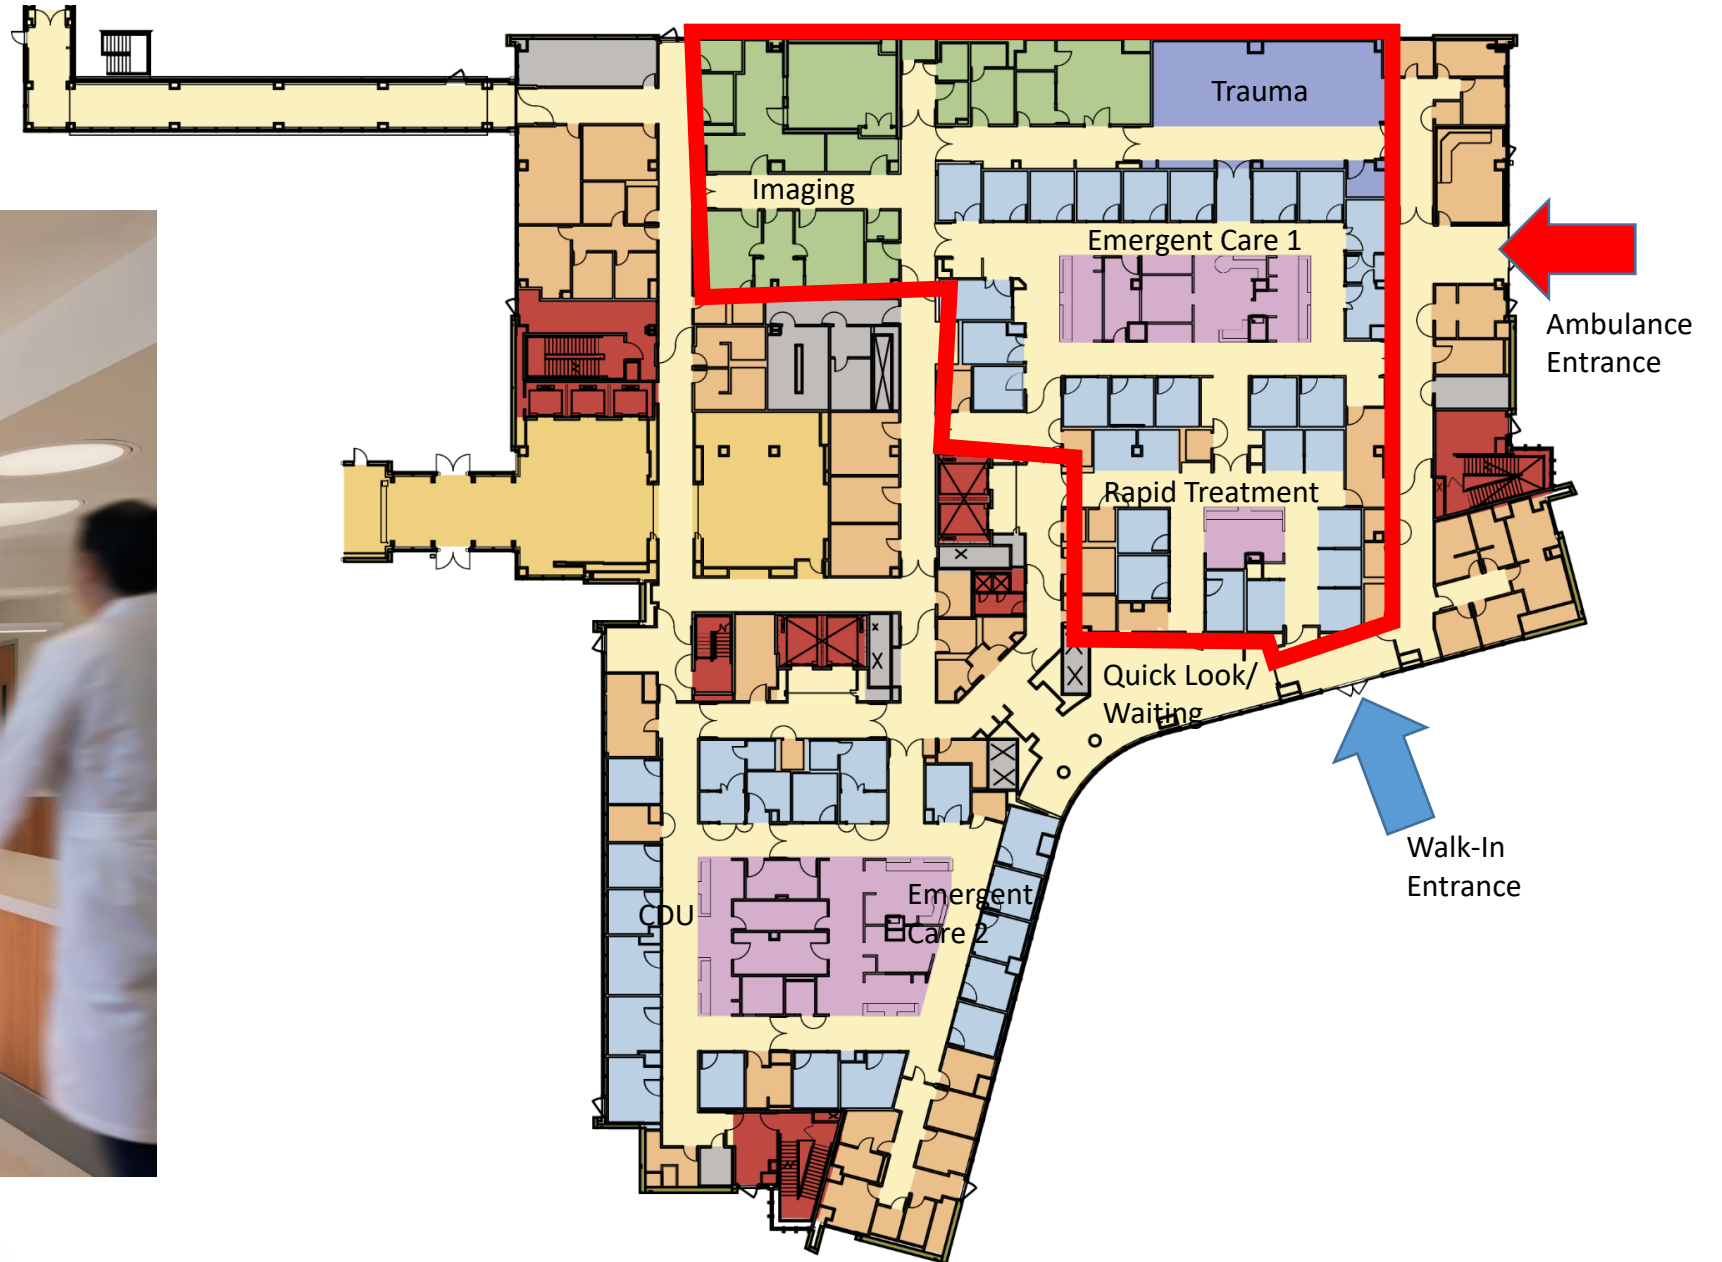 Trauma
Imaging
Emergent Care 1
Ambulance
Entrance
Rapid Treatment
Quick Look/
Waiting
Walk-In
Entrance
CDU
Emergent
Care 2